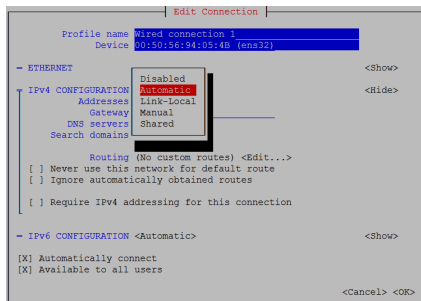 Edit Connection
Profile name Wired connection 1
Device 00:50:56:94:05:4B (ens32)
ETHERNET <Show>
Disabled
IPv4 CONFIGURATION Automatic <Hide>
Addresses Link-Local
Gateway Manual
DNS servers Shared
Search domains
Routing (No custom routes) <Edit...>
[ ] Never use this network for default route
[ ] Ignore automatically obtained routes
[ ] Require IPv4 addressing for this connection
IPv6 CONFIGURATION <Automatic> <Show>
[X] Automatically connect
[X] Available to all users
<Cancel> <OK>